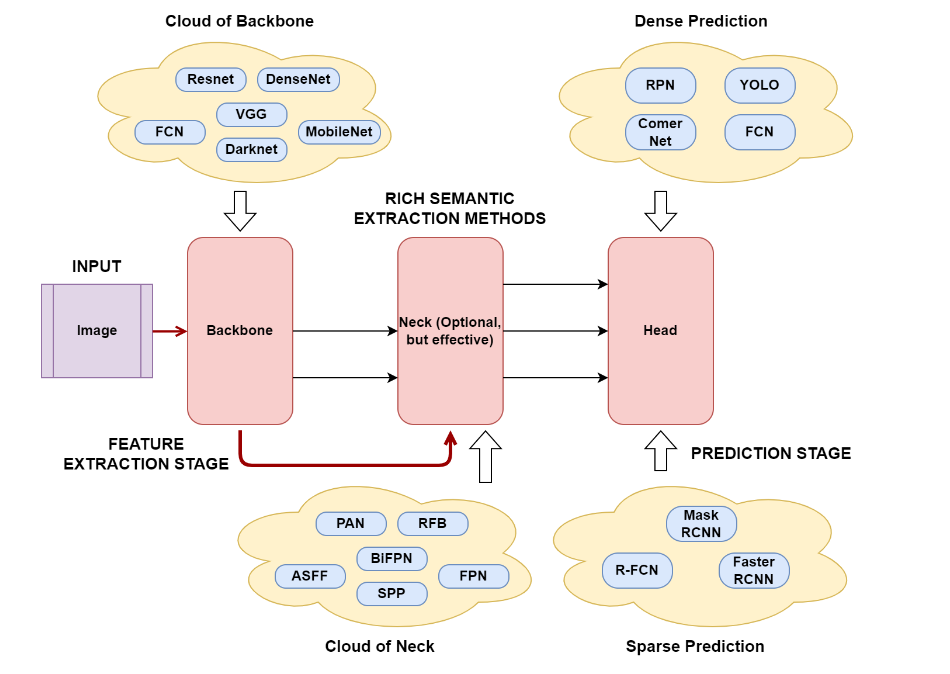 Cloud of Backbone
Resnet
DenseNet
VGG
FCN
MobileNet
Darknet
Dense Prediction
RPN
YOLO
Comer
Net
FCN
RICH SEMANTIC
EXTRACTION METHODS
INPUT
Image
Backbone
Neck (Optional,
but effective)
Head
FEATURE
EXTRACTION STAGE
PREDICTION STAGE
PAN
RFB
BiFPN
ASFF
FPN
SPP
Cloud of Neck
Mask
RCNN
R-FCN
Faster
RCNN
Sparse Prediction